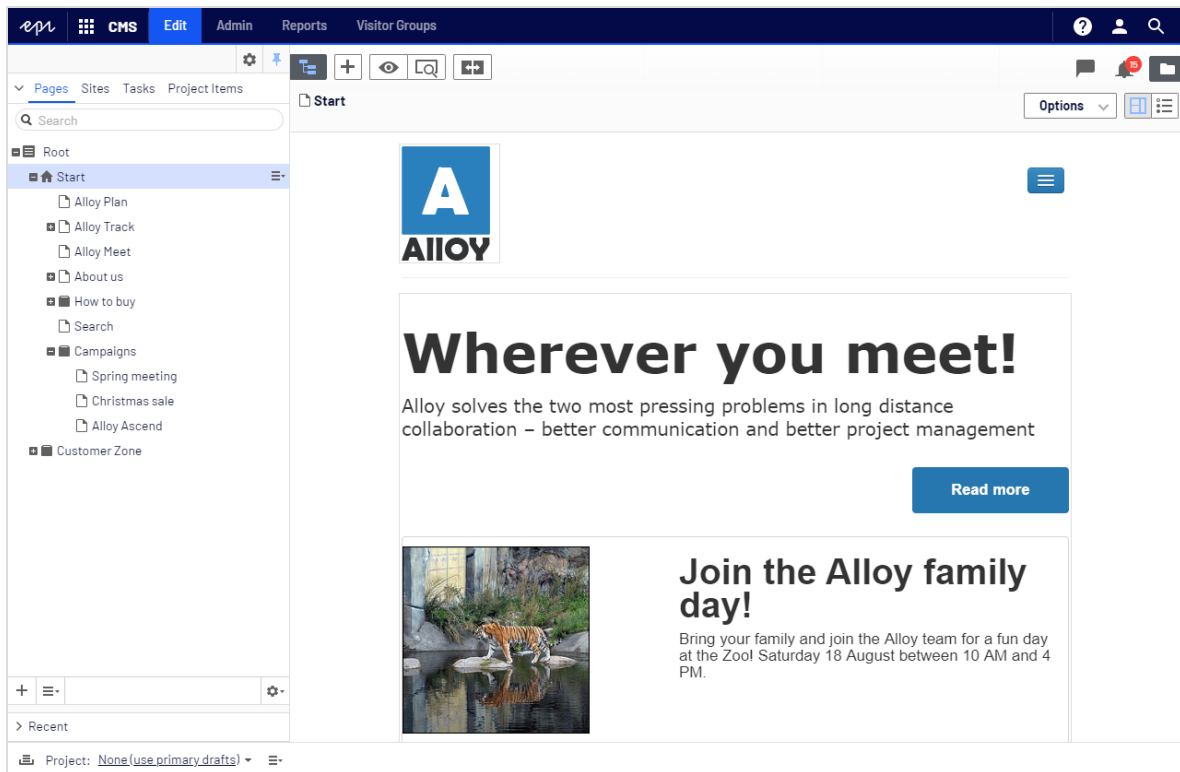 epi CMS Edit Admin Reports Visitor Groups
15
Pages Sites Tasks Project Items
Start
Options
Search
Root
Start
Alloy Plan
Alloy Track
Alloy Meet
About us
How to buy
Search
Campaigns
Spring meeting
Christmas sale
Alloy Ascend
Customer Zone
Recent
Project: None (use primary drafts)
A
Alloy
Wherever you meet!
Alloy solves the two most pressing problems in long distance
collaboration – better communication and better project management
Read more
Join the Alloy family
day!
Bring your family and join the Alloy team for a fun day
at the Zoo! Saturday 18 August between 10 AM and 4
PM.